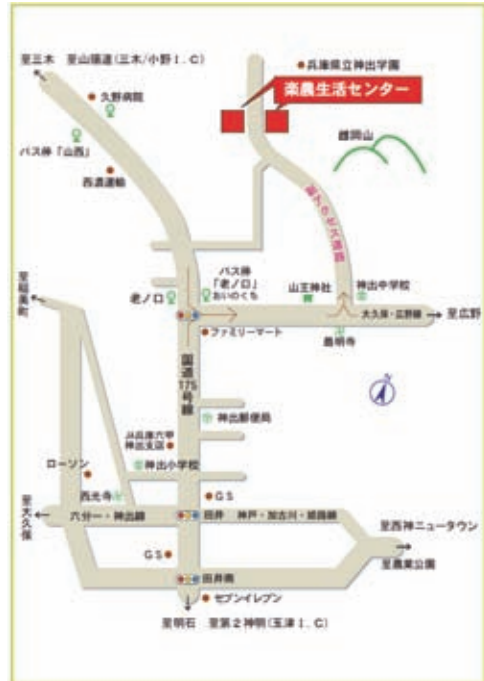 至三木 至山陽道(三木/小野I.C)
久野病院
バス停「山西」
西濃運輸
兵庫県立神出学園
楽農生活センター
雌岡山
至稲美町
老ノ口
バス停
「老ノ口」
おいのくち
山王神社
神出中学校
大久保・広野線
至広野
最明寺
ファミリーマート
国道175号線
神出郵便局
JA兵庫六甲
神出支店
神出小学校
ローソン
西光寺
GS
至大久保
六分一・神出線
田井
神戸・加古川・姫路線
至西神ニュータウン
至農業公園
GS
田井南
セブンイレブン
至明石 至第2神明(玉津I.C)